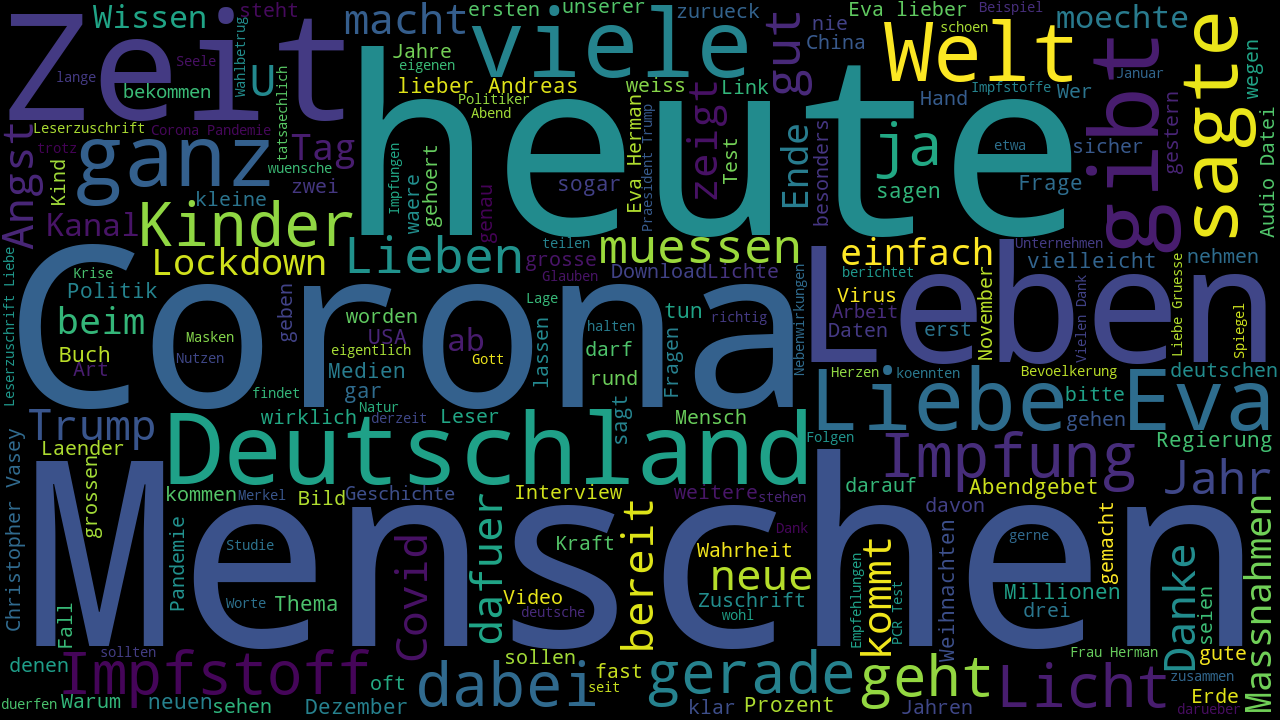 Zeit
heute
Corona
Menschen
Deutschland
Leben
Welt
viele
sagte
gibt
gut
macht
Wissen
steht
ersten
unserer
zurueck
nie
China
Eva lieber
Beispiel
schoen
moechte
wegen
Wahlbetrug
Seele
lange
bekommen
u
Jahre
eigenen
lieber Andreas
Politiker
Abend
weiss
Link
Hand
Impfstoffe
Wer
Januar
gestern
Audio Datei
Leserzuschrift
Corona Pandemie
trotz
tatsaechlich
ganz
Tag
wuensche
zwei
Angst
Kind
kleine
Kanal
Kinder
Impfungen
waere
gehoert
genau
sogar
Eva Herman
Praesident Trump
zeigt
Test
Ende
besonders
ja
sagen
etwa
Frage
sicher
Lockdown
Lieben
teilen
grosse
Glauben
muessen
DownloadLichte
einfach
berichtet
Unternehmen
vielleicht
nehmen
Leserzuschrift Liebe
Krise
Politik
beim
Masken
Buch
Art
Nutzen
geben
worden
USA
eigentlich
Medien
gar
ab
Gott
Lage
lassen
halten
darf
rund
tun
Fragen
richtig
Nebenwirkungen
Virus
Arbeit
Daten
erst
November
Vielen Dank
Liebe Gruesse
Spiegel
findet
Natur
derzeit
Herzen
koennten
Bevoelkerung
deutschen
Liebe
bitte
gehen
Eva
Trump
Laender
wirklich
Leser
sagt
Mensch
Folgen
Impfung
Regierung
Jahr
Christopher Vasey
grossen
kommen
Merkel
Bild
Geschichte
Interview
weitere
stehen
darauf
davon
Abendgebet
Pandemie
Studie
Worte
Thema
Covid
dafuer
Kraft
Video
deutsche
bereit
Dank
Wahrheit
neue
Zuschrift
wohl
Empfehlungen
kommt
PCR Test
Weihnachten
gerne
Millionen
drei
gemacht
Danke
seien
Massnahmen
Fall
sollten
denen
Impfstoff
oft
duerfen
Warum
neuen
sehen
Dezember
dabei
sollen
fast
seit
gerade
klar
Prozent
geht
Jahren
Licht
Frau Herman
zusammen
gute
Erde
darueber